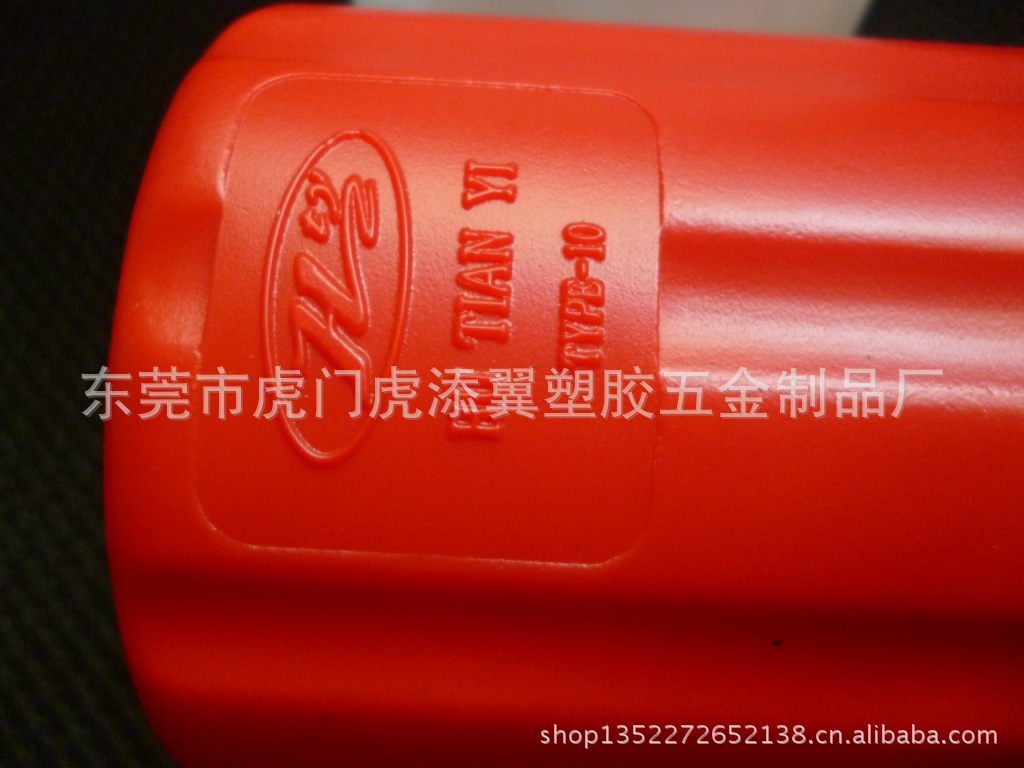 HU TIAN YI
TYPE-10
东莞市虎门虎添翼塑胶五金制品厂
shop1352272652138.cn.alibaba.com